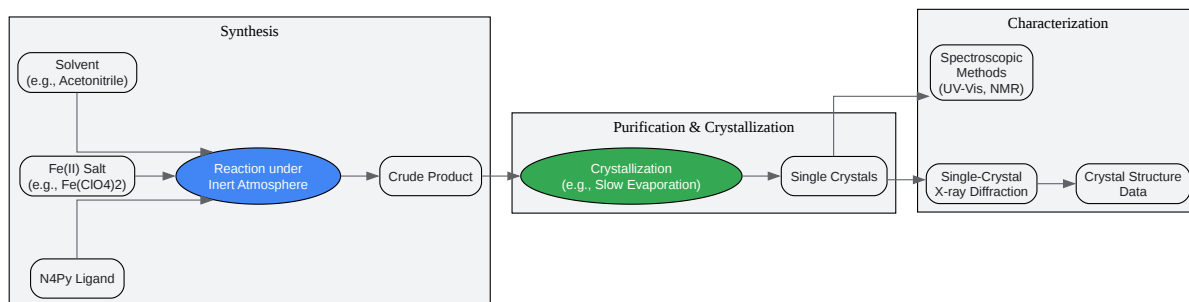 Synthesis
Solvent
(e.g., Acetonitrile)
Fe(II) Salt
(e.g., Fe(ClO4)2)
N4Py Ligand
Reaction under
Inert Atmosphere
Crude Product
Purification & Crystallization
Crystallization
(e.g., Slow Evaporation)
Single Crystals
Characterization
Spectroscopic
Methods
(UV-Vis, NMR)
Single-Crystal
X-ray Diffraction
Crystal Structure
Data